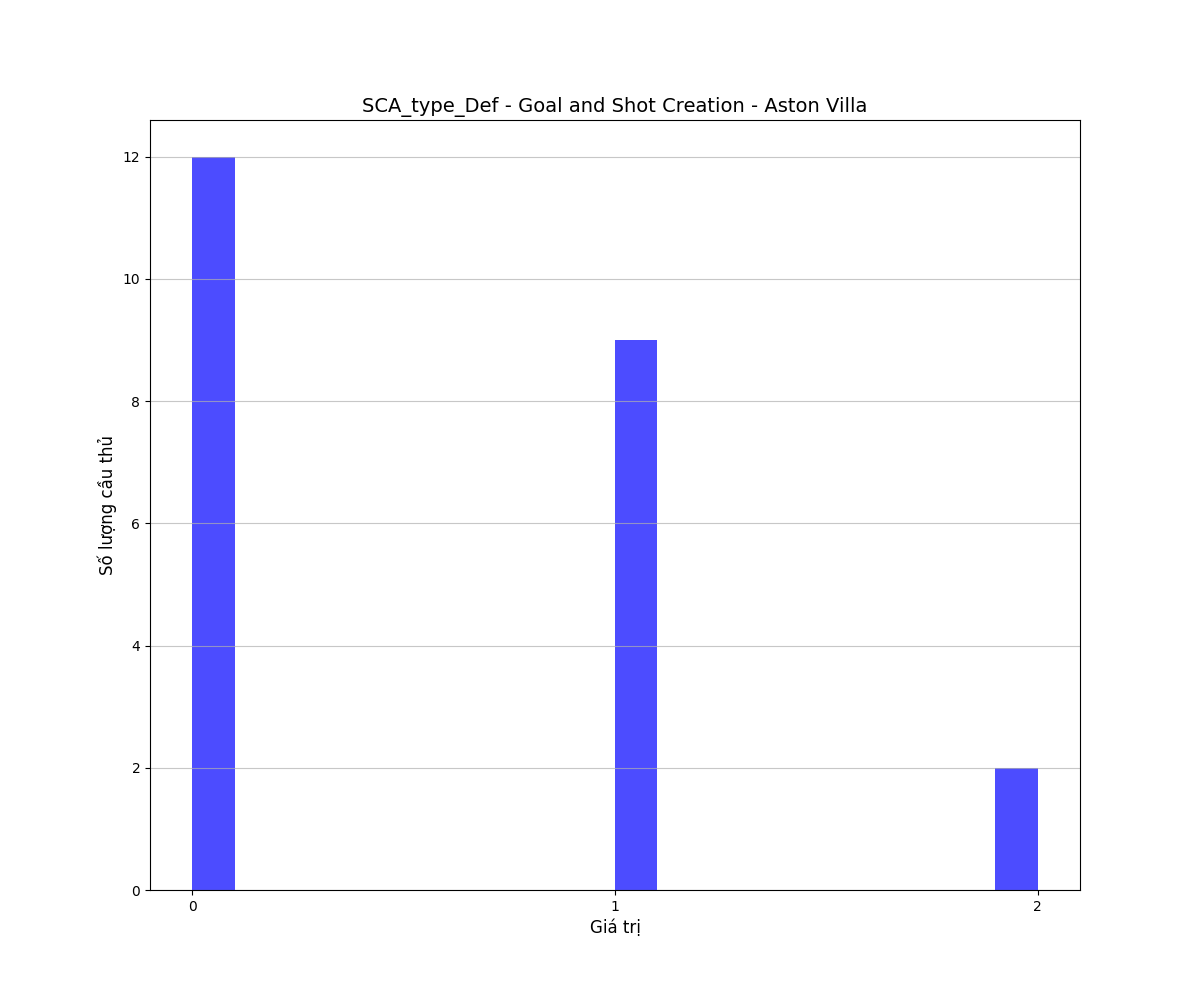 SCA_type_Def - Goal and Shot Creation - Aston Villa
12
10
8
6
4
2
0
Số lượng cầu thủ
0 1 2
Giá trị